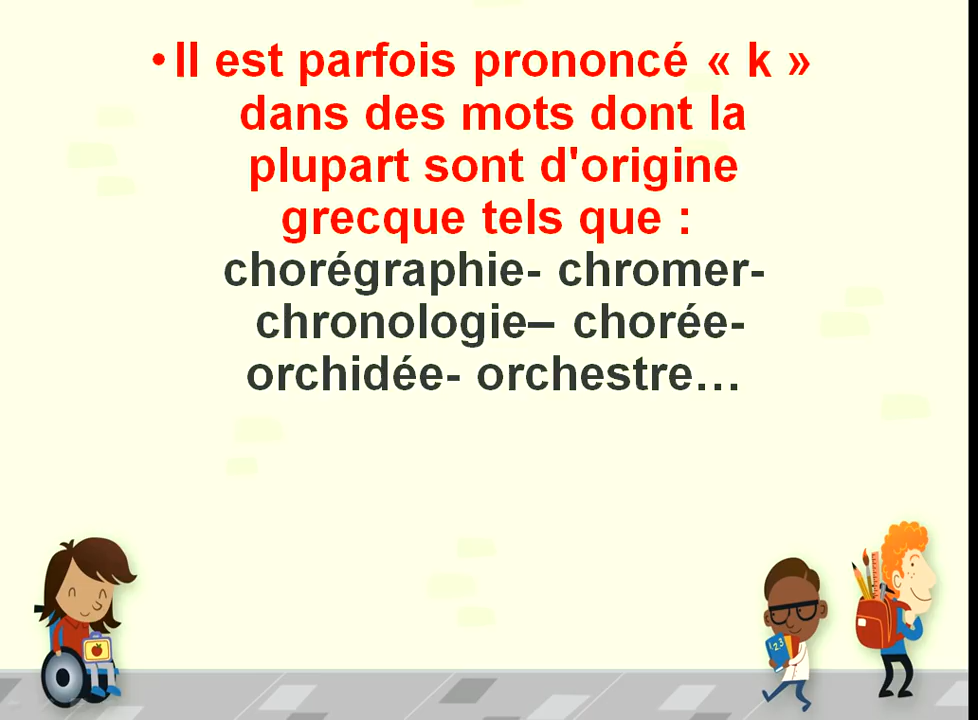 • Il est parfois prononcé « k »
dans des mots dont la
plupart sont d'origine
grecque tels que :
chorégraphie- chromer-
chronologie– chorée-
orchidée- orchestre…
123